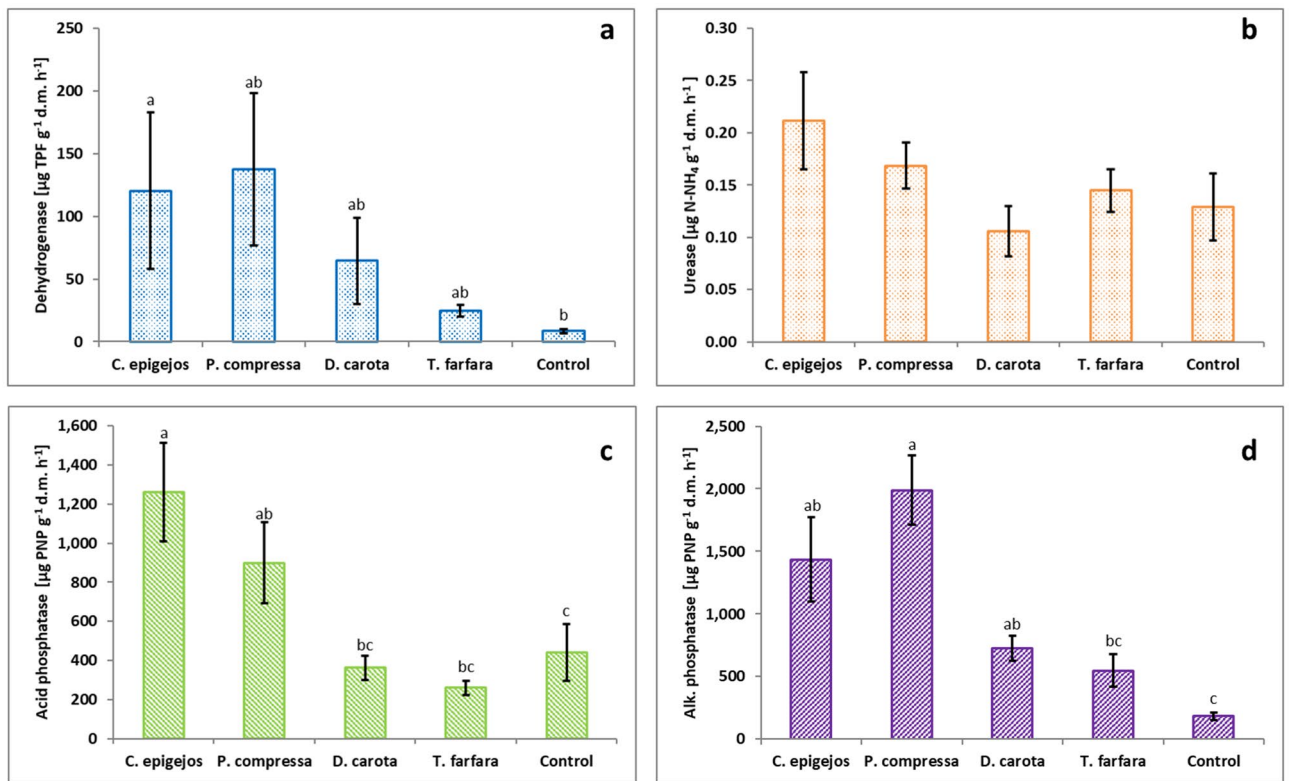 a
Dehydrogenase [µg TPF g⁻¹ d.m. h⁻¹]
250
200
150
100
50
0
a
ab
ab
ab
b
C. epigejos P. compressa D. carota T. farfara Control
b
Urease [µg N-NH₄ g⁻¹ d.m. h⁻¹]
0.30
0.25
0.20
0.15
0.10
0.05
0.00
C. epigejos P. compressa D. carota T. farfara Control
c
Acid phosphatase [µg PNP g⁻¹ d.m. h⁻¹]
1,600
1,400
1,200
1,000
800
600
400
200
0
a
ab
bc
bc
c
C. epigejos P. compressa D. carota T. farfara Control
d
Alk. phosphatase [µg PNP g⁻¹ d.m. h⁻¹]
2,500
2,000
1,500
1,000
500
0
ab
a
ab
bc
c
C. epigejos P. compressa D. carota T. farfara Control